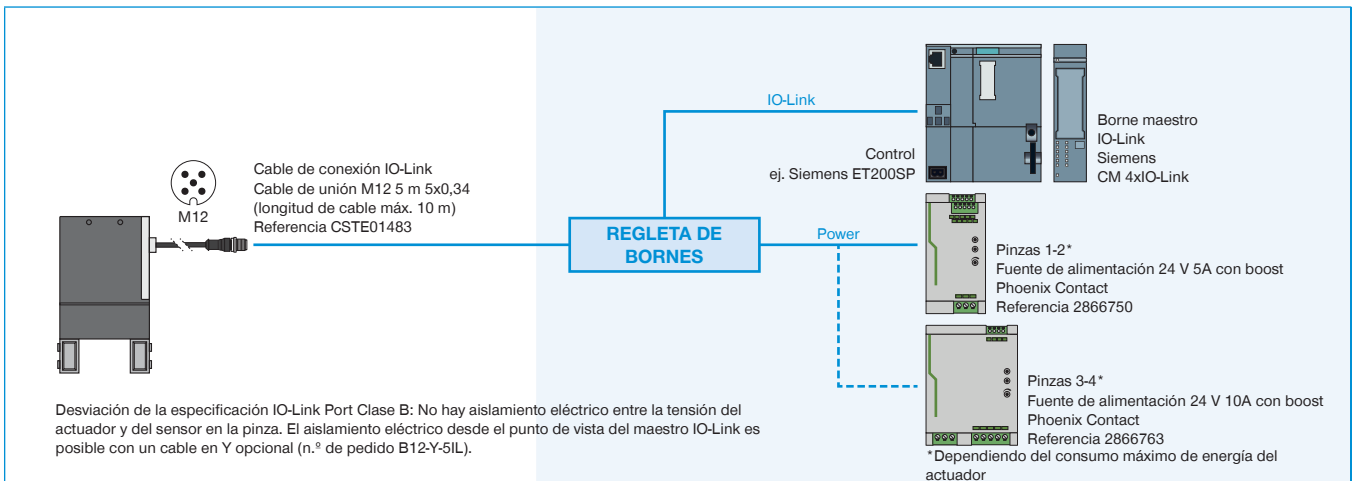 M12
Cable de conexión IO-Link
Cable de unión M12 5 m 5x0,34
(longitud de cable máx. 10 m)
Referencia CSTE01483
REGLETA DE
BORNES
IO-Link
Power
Control
ej. Siemens ET200SP
Borne maestro
IO-Link
Siemens
CM 4xIO-Link
Pinzas 1-2*
Fuente de alimentación 24 V 5A con boost
Phoenix Contact
Referencia 2866750
Pinzas 3-4*
Fuente de alimentación 24 V 10A con boost
Phoenix Contact
Referencia 2866763
*Dependiendo del consumo máximo de energía del
actuador
Desviación de la especificación IO-Link Port Clase B: No hay aislamiento eléctrico entre la tensión del
actuador y del sensor en la pinza. El aislamiento eléctrico desde el punto de vista del maestro IO-Link es
posible con un cable en Y opcional (n.º de pedido B12-Y-5IL).